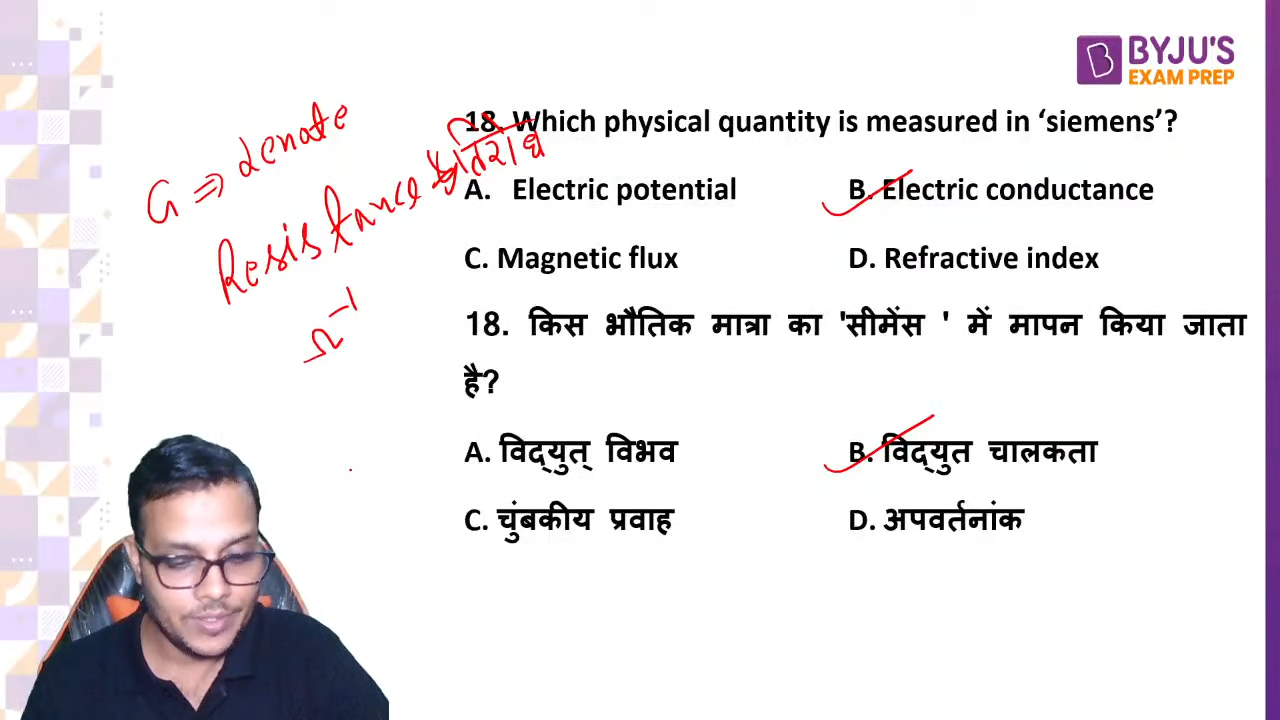 BYJU'S
EXAM PREP
G ⇒ denote
Resistance प्रतिरोध
Ω⁻¹
18. Which physical quantity is measured in ‘siemens’?
A. Electric potential
B. Electric conductance
C. Magnetic flux
D. Refractive index
18. किस भौतिक मात्रा का 'सीमेंस ' में मापन किया जाता
है?
A. विद्युत् विभव
B. विद्युत चालकता
C. चुंबकीय प्रवाह
D. अपवर्तनांक